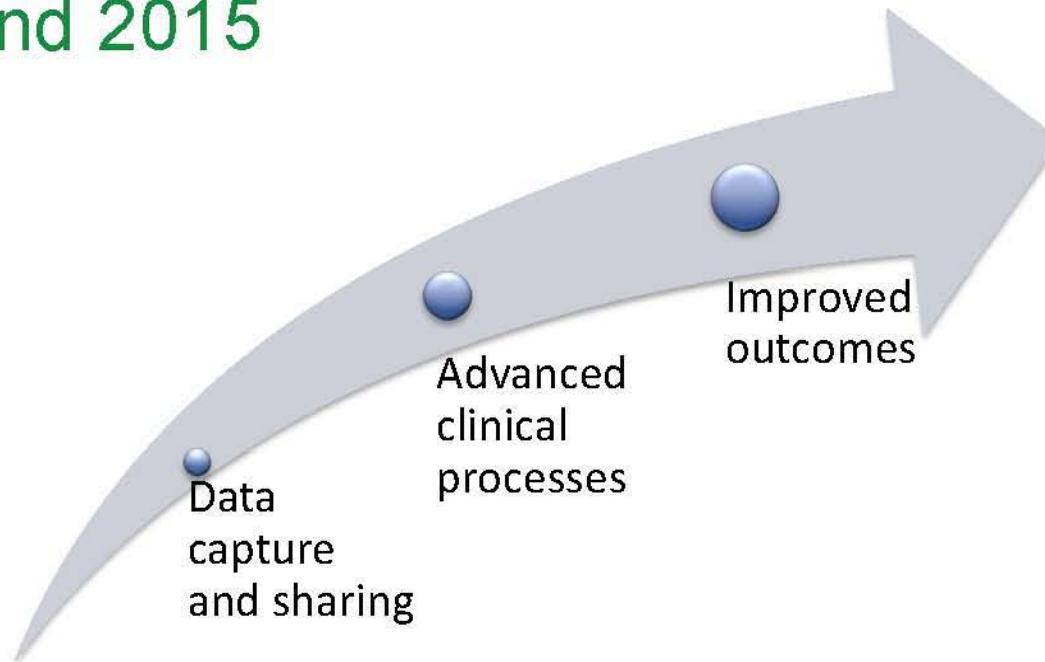 nd 2015
Improved
outcomes
Advanced
clinical
processes
Data
capture
and sharing